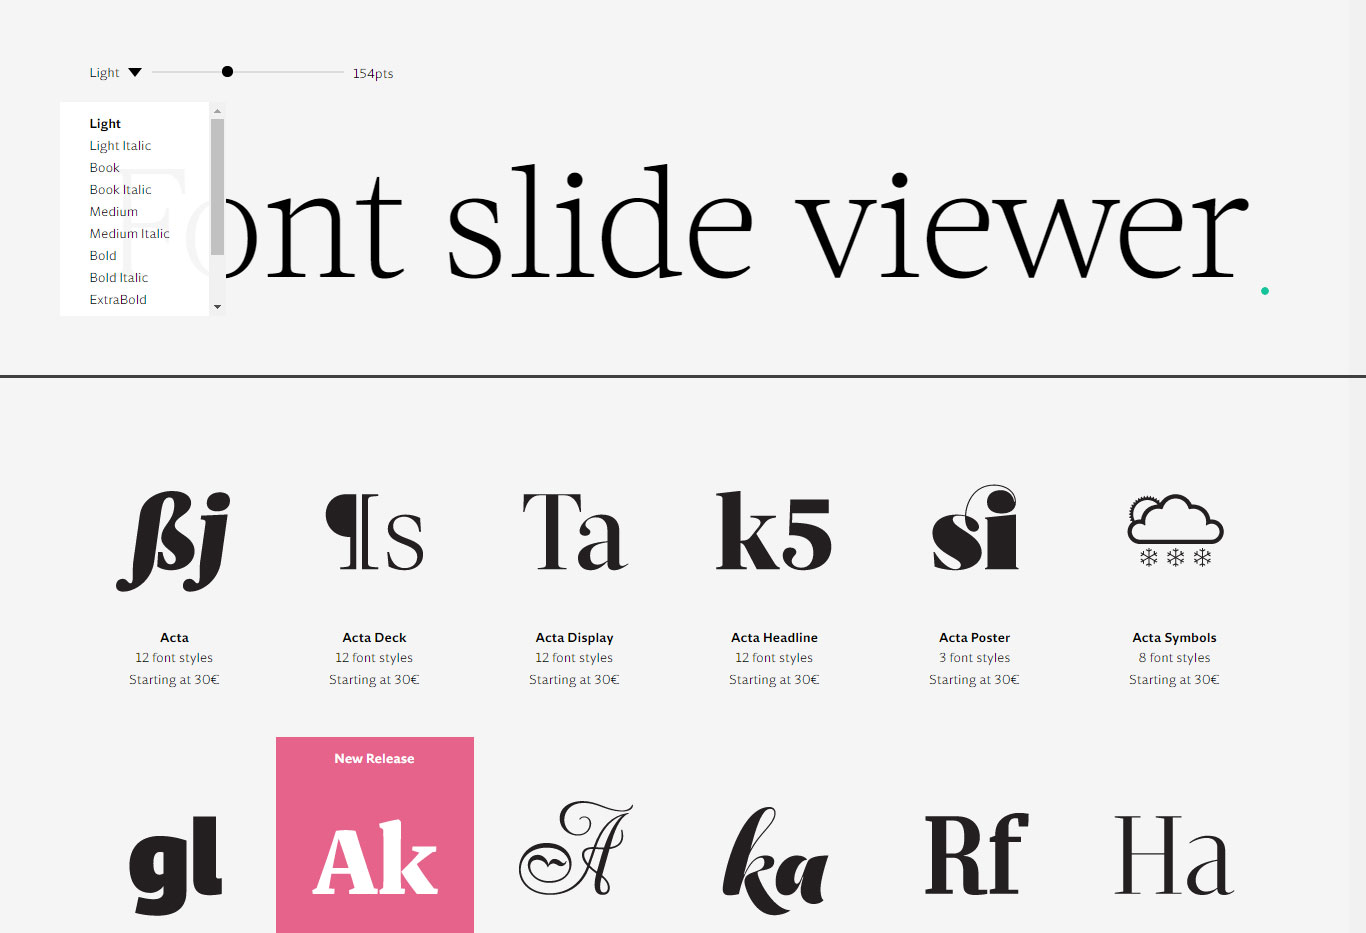 Light 154pts
Light
Light Italic
Book
Book Italic
Medium
Medium Italic
Bold
Bold Italic
ExtraBold
Font slide viewer
ßj ¶s Ta k5 si
Acta Acta Deck Acta Display Acta Headline Acta Poster Acta Symbols
12 font styles 12 font styles 12 font styles 12 font styles 3 font styles 8 font styles
Starting at 30€ Starting at 30€ Starting at 30€ Starting at 30€ Starting at 30€ Starting at 30€
New Release
gl Ak A ka Rf Ha